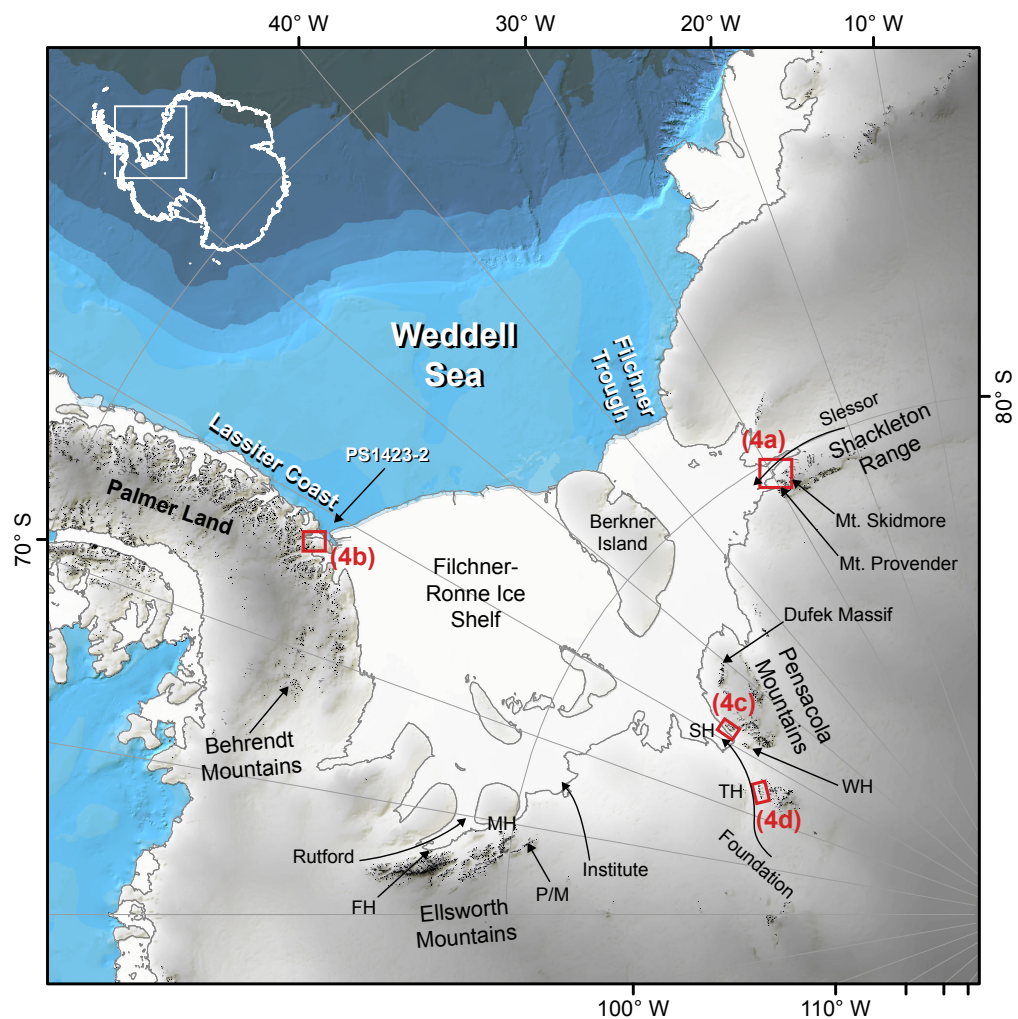 40° W
30° W
20° W
10° W
Weddell
Sea
Filchner
Trough
80° S
Slessor
(4a)
Shackleton
Range
Lassiter Coast
PS1423-2
Palmer Land
Mt. Skidmore
Berkner
Island
70° S
(4b)
Mt. Provender
Filchner-
Ronne Ice
Shelf
Dufek Massif
Pensacola
Mountains
(4c)
SH
Behrendt
Mountains
WH
TH
(4d)
MH
Rutford
Institute
Foundation
P/M
FH
Ellsworth
Mountains
100° W
110° W